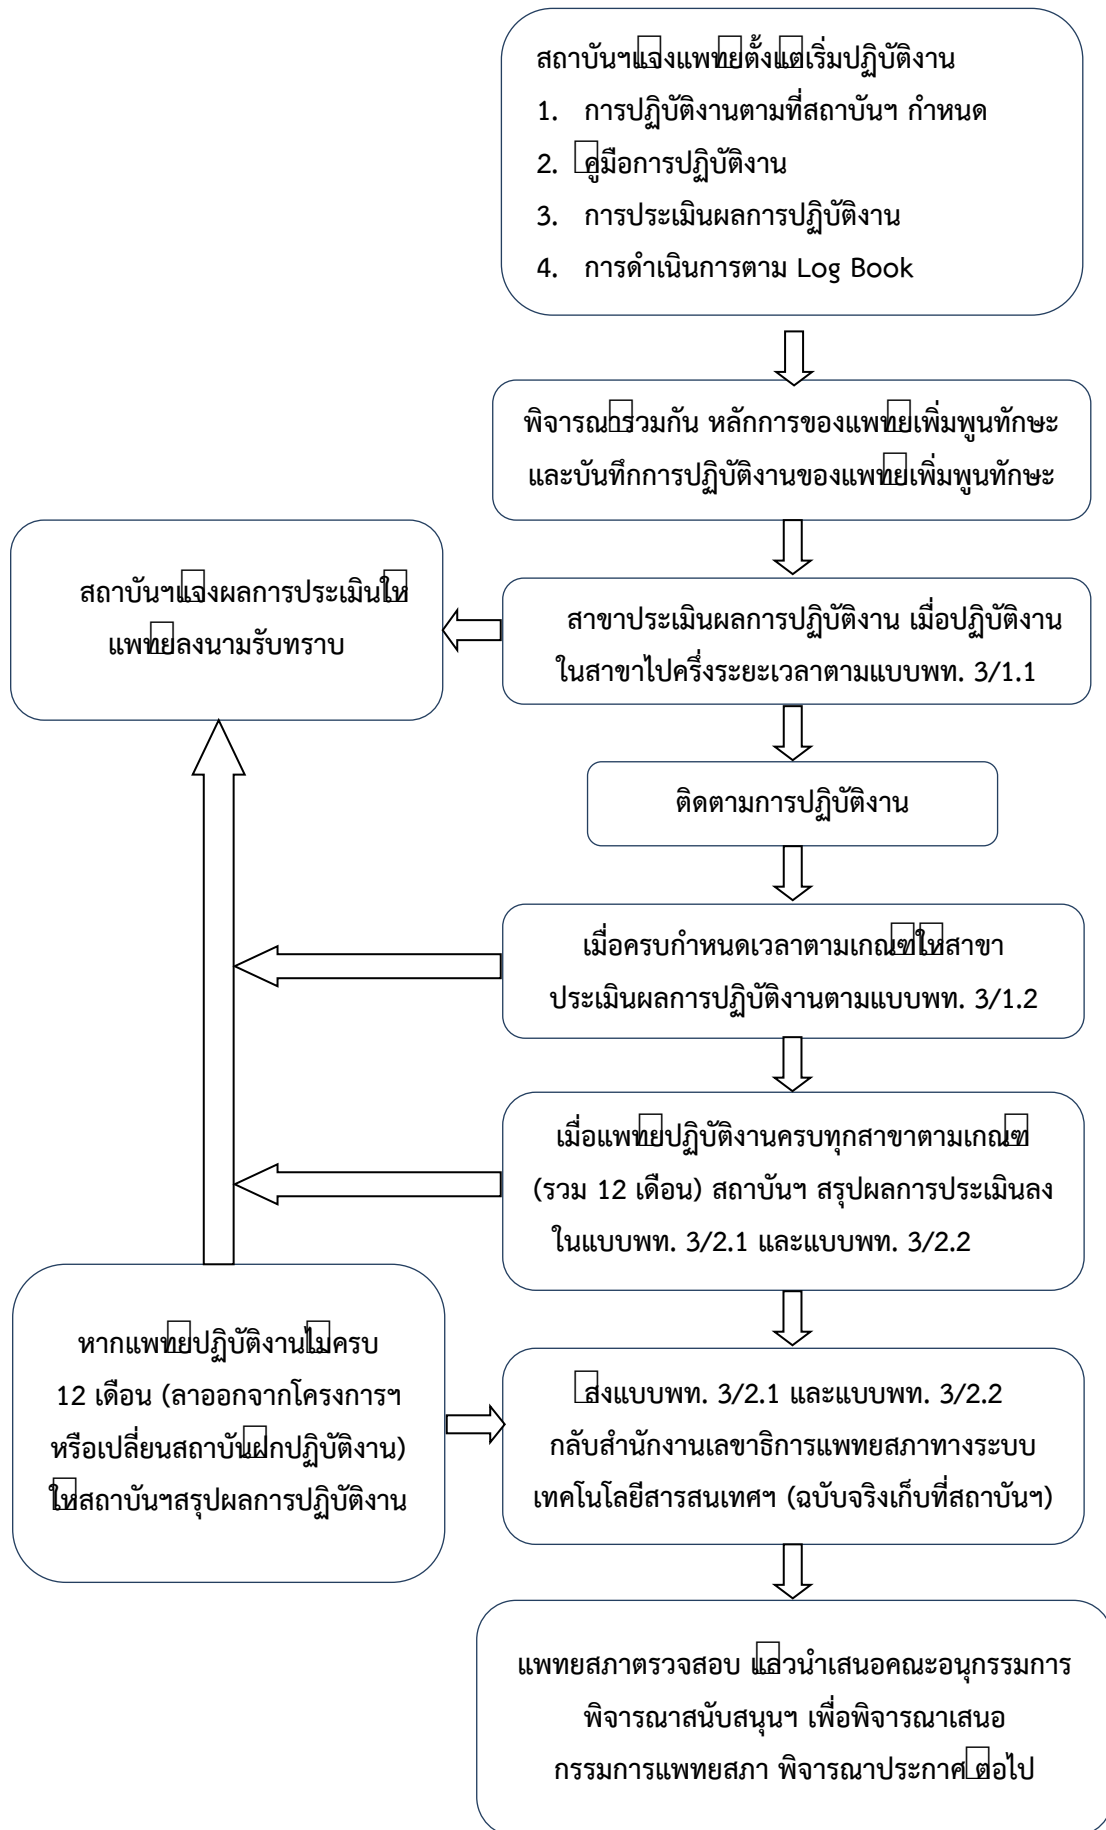 สถาบันฯแจ้งแพทย์ตั้งแต่เริ่มปฏิบัติงาน
1. การปฏิบัติงานตามที่สถาบันฯ กำหนด
2. คู่มือการปฏิบัติงาน
3. การประเมินผลการปฏิบัติงาน
4. การดำเนินการตาม Log Book
พิจารณาร่วมกัน หลักการของแพทย์เพิ่มพูนทักษะ
และบันทึกการปฏิบัติงานของแพทย์เพิ่มพูนทักษะ
สถาบันฯแจ้งผลการประเมินให้
แพทย์ลงนามรับทราบ
สาขาประเมินผลการปฏิบัติงาน เมื่อปฏิบัติงาน
ในสาขาไปครึ่งระยะเวลาตามแบบพท. 3/1.1
ติดตามการปฏิบัติงาน
เมื่อครบกำหนดเวลาตามเกณฑ์ให้สาขา
ประเมินผลการปฏิบัติงานตามแบบพท. 3/1.2
เมื่อแพทย์ปฏิบัติงานครบทุกสาขาตามเกณฑ์
(รวม 12 เดือน) สถาบันฯ สรุปผลการประเมินลง
ในแบบพท. 3/2.1 และแบบพท. 3/2.2
หากแพทย์ปฏิบัติงานไม่ครบ
12 เดือน (ลาออกจากโครงการฯ
หรือเปลี่ยนสถาบันฝึกปฏิบัติงาน)
ให้สถาบันฯสรุปผลการปฏิบัติงาน
ส่งแบบพท. 3/2.1 และแบบพท. 3/2.2
กลับสำนักงานเลขาธิการแพทยสภาทางระบบ
เทคโนโลยีสารสนเทศฯ (ฉบับจริงเก็บที่สถาบันฯ)
แพทยสภาตรวจสอบ แล้วนำเสนอคณะอนุกรรมการ
พิจารณาสนับสนุนฯ เพื่อพิจารณาเสนอ
กรรมการแพทยสภา พิจารณาประกาศ ต่อไป